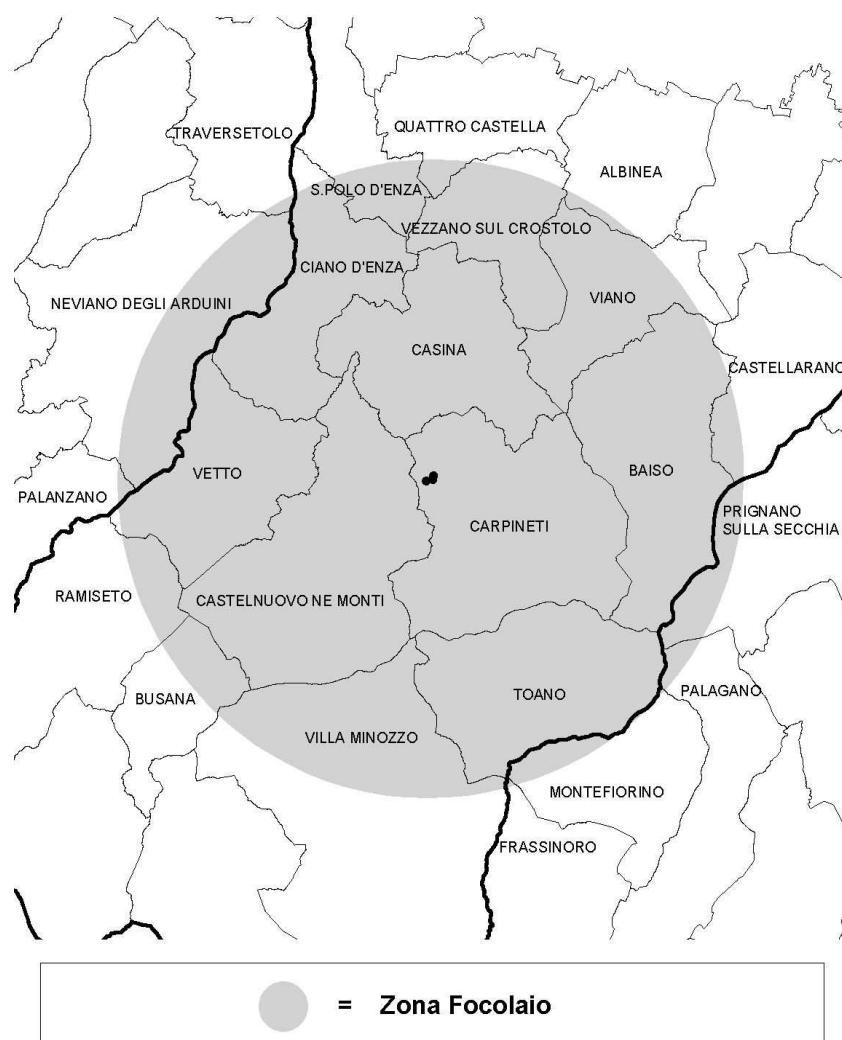 QUATTRO CASTELLA
TRAVERSETOLO
ALBINEA
S.POLO D'ENZA
VEZZANO SUL CROSTOLO
CIANO D'ENZA
NEVIANO DEGLI ARDUINI
VIANO
CASINA
CASTELLARANO
VETTO
BAISO
PALANZANO
CARPINETI
PRIGNANO
SULLA SECCHIA
RAMISETO
CASTELNUOVO NE MONTI
BUSANA
TOANO
PALAGANO
VILLA MINOZZO
MONTEFIORINO
FRASSINORO
= Zona Focolaio